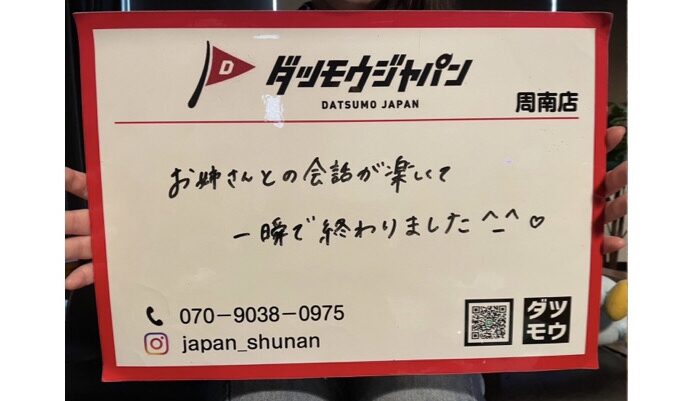 D ダツモウジャパン
DATSUMO JAPAN
周南店
お姉さんとの会話が楽しくて
一瞬で終わりました^_^♡
070-9038-0975
japan_shunan
ダツ
モウ